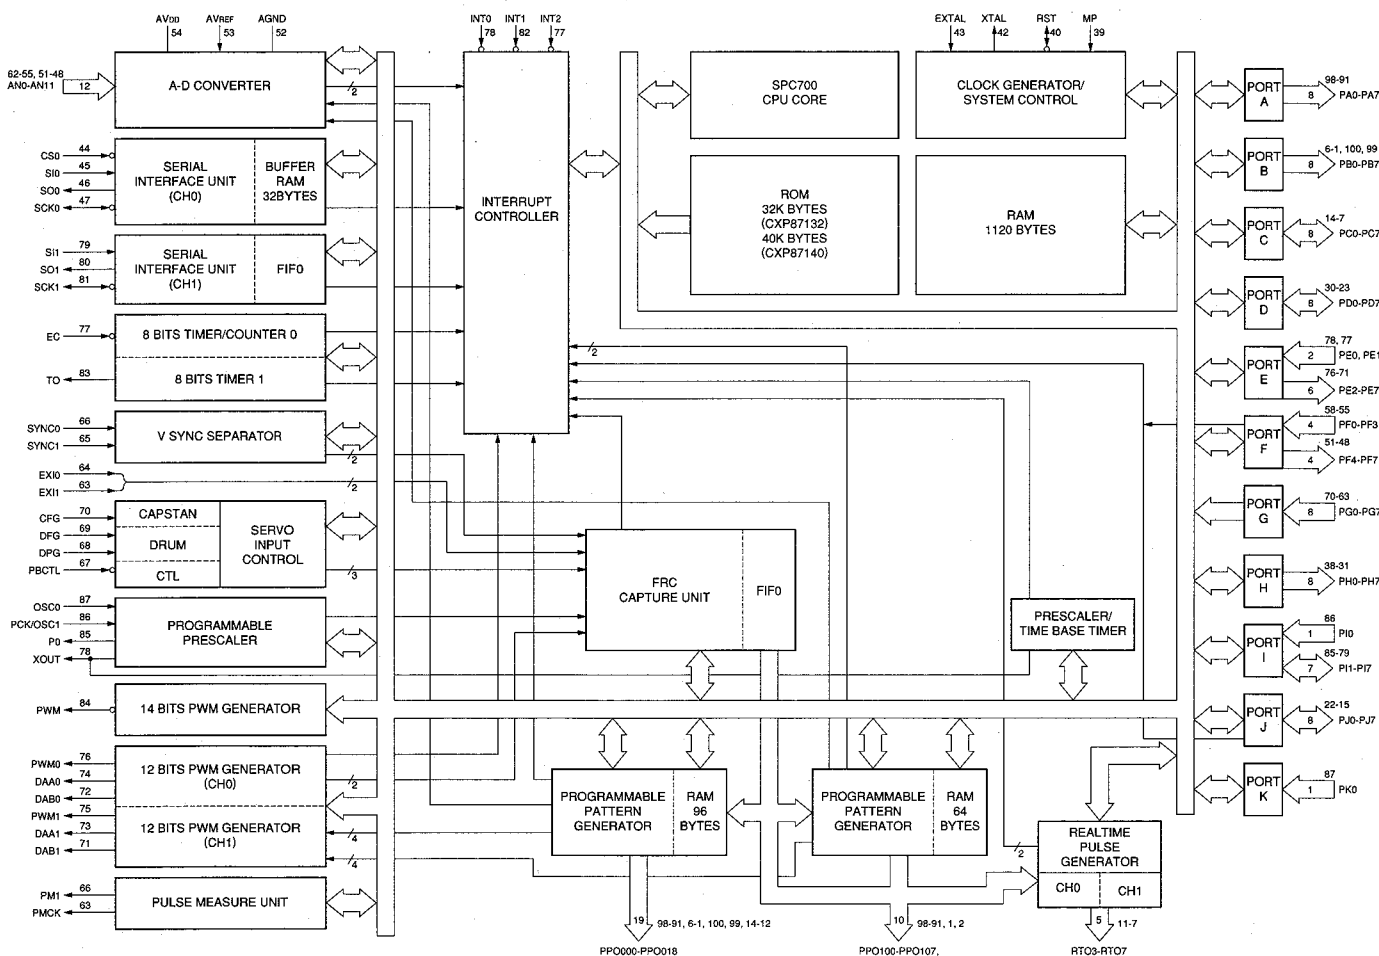 AVDD
54
AVREF
53
AGND
52
INT0
78
INT1
82
INT2
77
EXTAL
43
XTAL
42
RST
40
MP
39
62-55, 51-48
AN0-AN11
12
A-D CONVERTER
2
INTERRUPT
CONTROLLER
SPC700
CPU CORE
CLOCK GENERATOR/
SYSTEM CONTROL
ROM
32K BYTES
(CXP87132)
40K BYTES
(CXP87140)
RAM
1120 BYTES
CS0
44
SI0
45
SO0
46
SCK0
47
SERIAL
INTERFACE UNIT
(CH0)
BUFFER
RAM
32BYTES
SI1
79
SO1
80
SCK1
81
SERIAL
INTERFACE UNIT
(CH1)
FIF0
EC
77
8 BITS TIMER/COUNTER 0
TO
83
8 BITS TIMER 1
SYNC0
66
SYNC1
65
V SYNC SEPARATOR
2
EXI0
64
EXI1
63
2
CFG
70
DFG
69
DPG
68
PBCTL
67
CAPSTAN
DRUM
CTL
SERVO
INPUT
CONTROL
3
OSC0
87
PCK/OSC1
86
P0
85
XOUT
78
PROGRAMMABLE
PRESCALER
PWM
84
14 BITS PWM GENERATOR
PWM0
76
DAA0
74
DAB0
72
PWM1
75
DAA1
73
DAB1
71
12 BITS PWM GENERATOR
(CH0)
12 BITS PWM GENERATOR
(CH1)
2
4
4
PM1
66
PMCK
63
PULSE MEASURE UNIT
2
FRC
CAPTURE UNIT
FIF0
PRESCALER/
TIME BASE TIMER
PROGRAMMABLE
PATTERN
GENERATOR
RAM
96
BYTES
PROGRAMMABLE
PATTERN
GENERATOR
RAM
64
BYTES
2
REALTIME
PULSE
GENERATOR
CH0
CH1
19
98-91, 6-1, 100, 99, 14-12
PPO000-PPO018
10
98-91, 1, 2
PPO100-PPO107,
5
11-7
RTO3-RTO7
PORT
A
98-91
8
PA0-PA7
PORT
B
6-1, 100, 99
8
PB0-PB7
PORT
C
14-7
8
PC0-PC7
PORT
D
30-23
8
PD0-PD7
PORT
E
78, 77
2
PE0, PE1
76-71
6
PE2-PE7
PORT
F
58-55
4
PF0-PF3
51-48
4
PF4-PF7
PORT
G
70-63
8
PG0-PG7
PORT
H
38-31
8
PH0-PH7
PORT
I
86
1
PI0
85-79
7
PI1-PI7
PORT
J
22-15
8
PJ0-PJ7
PORT
K
87
1
PK0